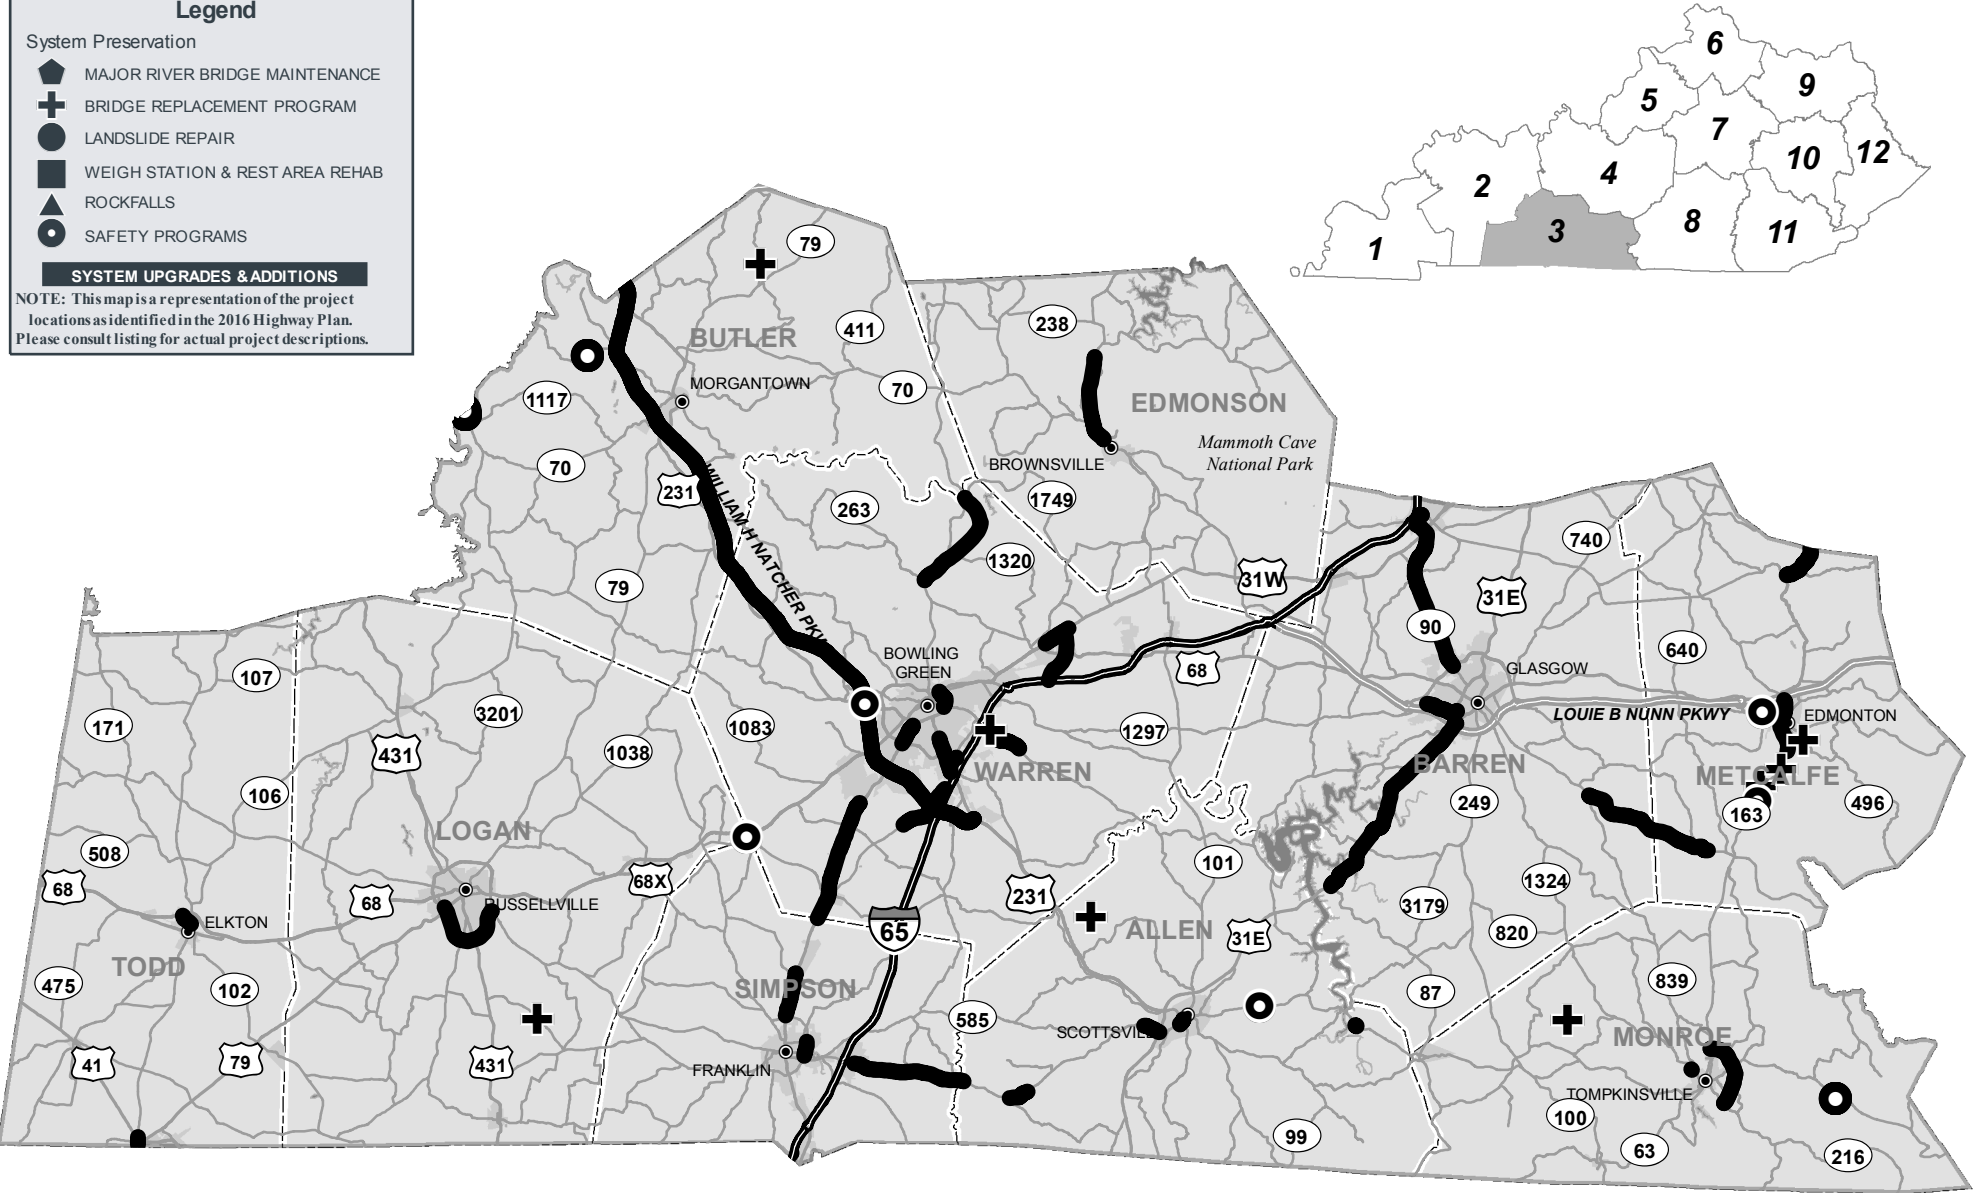 Legend
System Preservation
MAJOR RIVER BRIDGE MAINTENANCE
BRIDGE REPLACEMENT PROGRAM
LANDSLIDE REPAIR
WEIGH STATION & REST AREA REHAB
ROCKFALLS
SAFETY PROGRAMS
SYSTEM UPGRADES & ADDITIONS
NOTE: This map is a representation of the project
locations as identified in the 2016 Highway Plan.
Please consult listing for actual project descriptions.
6
9
5
7
10
12
4
2
8
11
3
1
79
238
411
BUTLER
MORGANTOWN
70
1117
EDMONSON
Mammoth Cave
National Park
BROWNSVILLE
70
231
WILLIAM H NATCHER PKWY
263
1749
740
1320
79
31W
31E
90
BOWLING
GREEN
68
GLASGOW
640
107
171
3201
1083
1297
LOUIE B NUNN PKWY
EDMONTON
431
1038
WARREN
BARREN
METCALFE
106
249
163
496
LOGAN
508
68
68X
101
1324
68
RUSSELLVILLE
231
3179
ELKTON
65
ALLEN
31E
820
TODD
475
102
SIMPSON
87
839
585
SCOTTSVILLE
MONROE
41
79
431
FRANKLIN
TOMPKINSVILLE
100
99
63
216